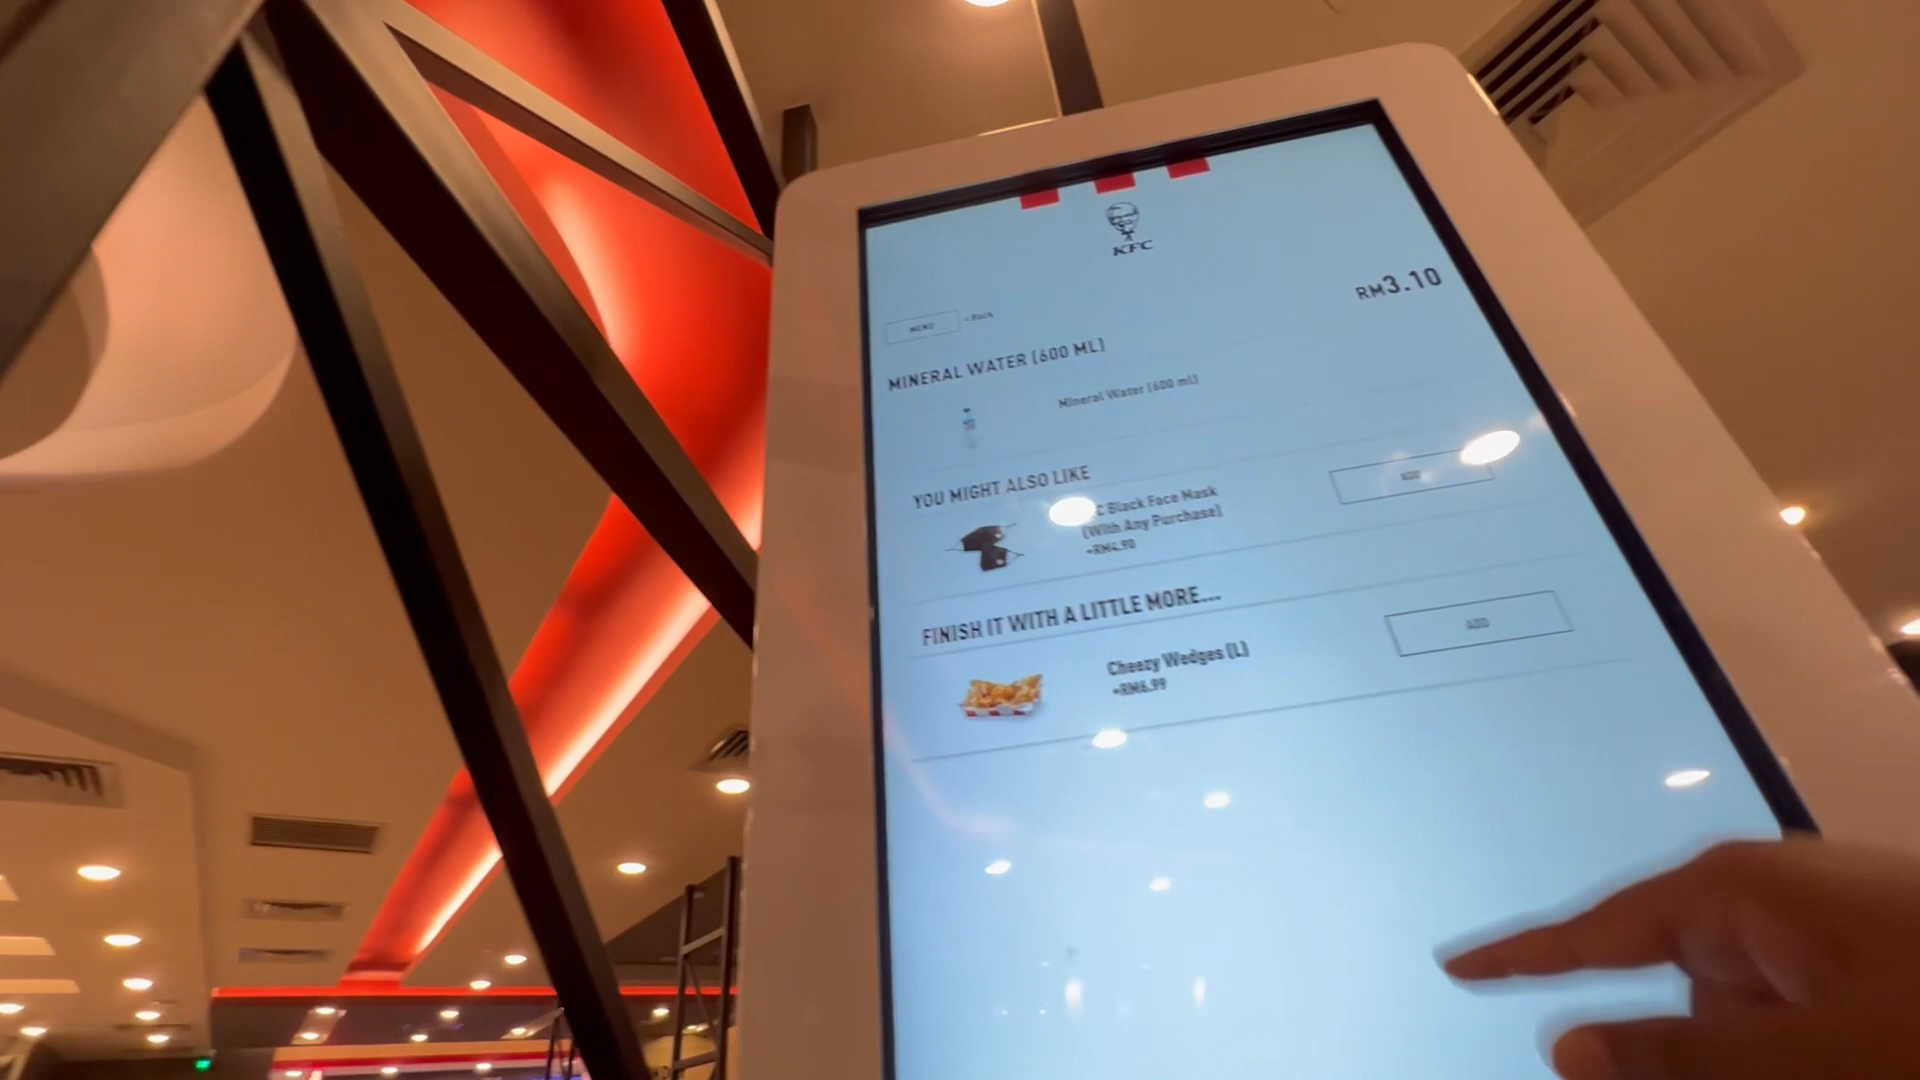 KFC
RM3.10
MENU
< Back
MINERAL WATER (600 ML)
Mineral Water (600 ml)
YOU MIGHT ALSO LIKE
C Black Face Mask
(With Any Purchase)
+RM4.90
ADD
FINISH IT WITH A LITTLE MORE...
Cheezy Wedges (L)
+RM6.99
ADD